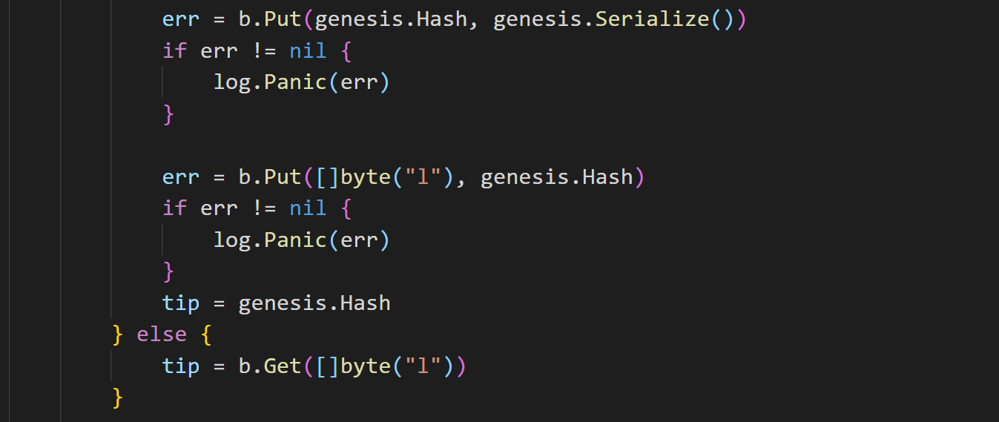 err = b.Put(genesis.Hash, genesis.Serialize())
if err != nil {
log.Panic(err)
}
err = b.Put([]byte("l"), genesis.Hash)
if err != nil {
log.Panic(err)
}
tip = genesis.Hash
} else {
tip = b.Get([]byte("l"))
}